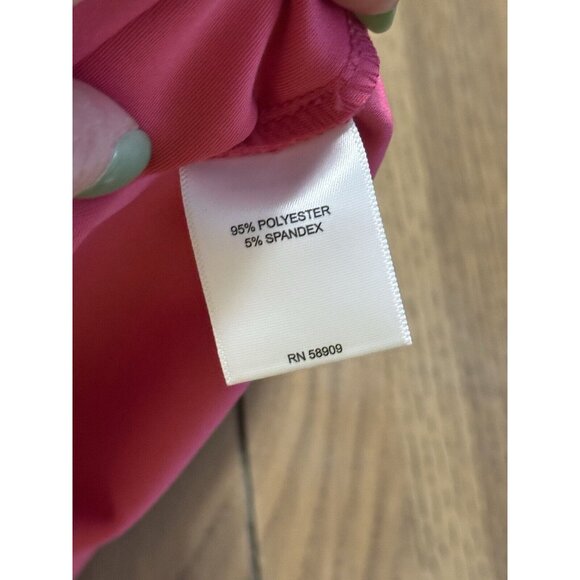 95% POLYESTER
5% SPANDEX
RN 58909